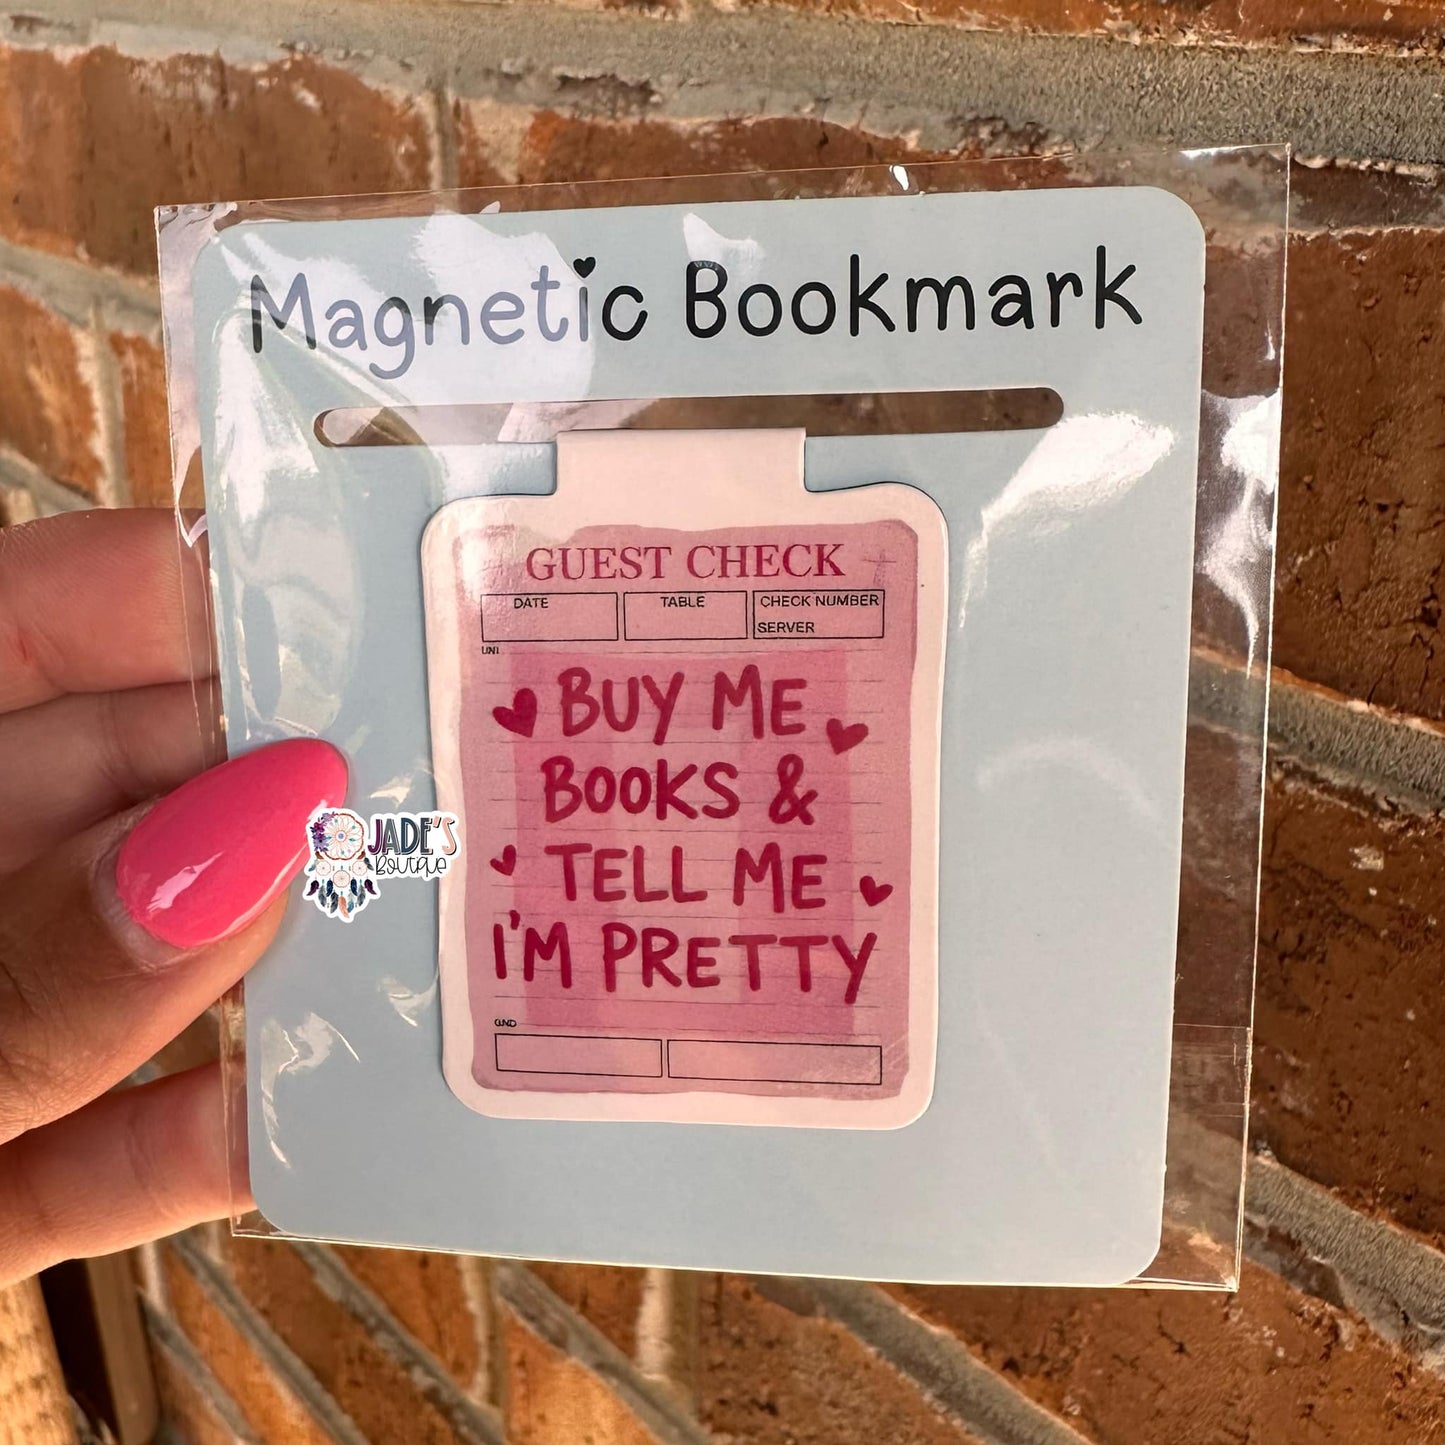 Magnetic Bookmark
GUEST CHECK
DATE
TABLE
CHECK NUMBER
SERVER
BUY ME
BOOKS &
TELL ME
I'M PRETTY
JADE'S
Boutique